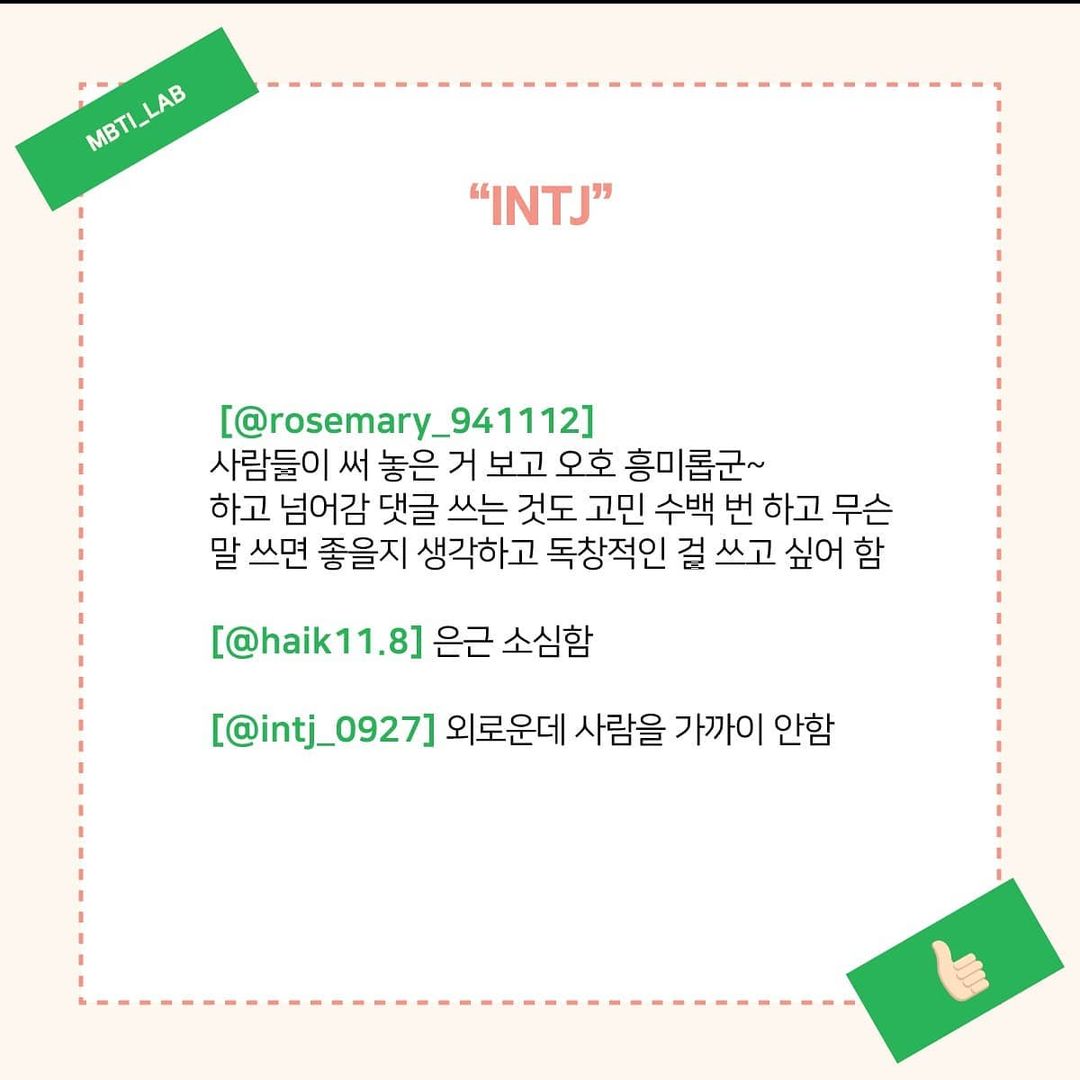 MBTI_LAB
“INTJ”
[@rosemary_941112]
사람들이 써 놓은 거 보고 오호 흥미롭군~
하고 넘어감 댓글 쓰는 것도 고민 수백 번 하고 무슨
말 쓰면 좋을지 생각하고 독창적인 걸 쓰고 싶어 함
[@haik11.8] 은근 소심함
[@intj_0927] 외로운데 사람을 가까이 안함